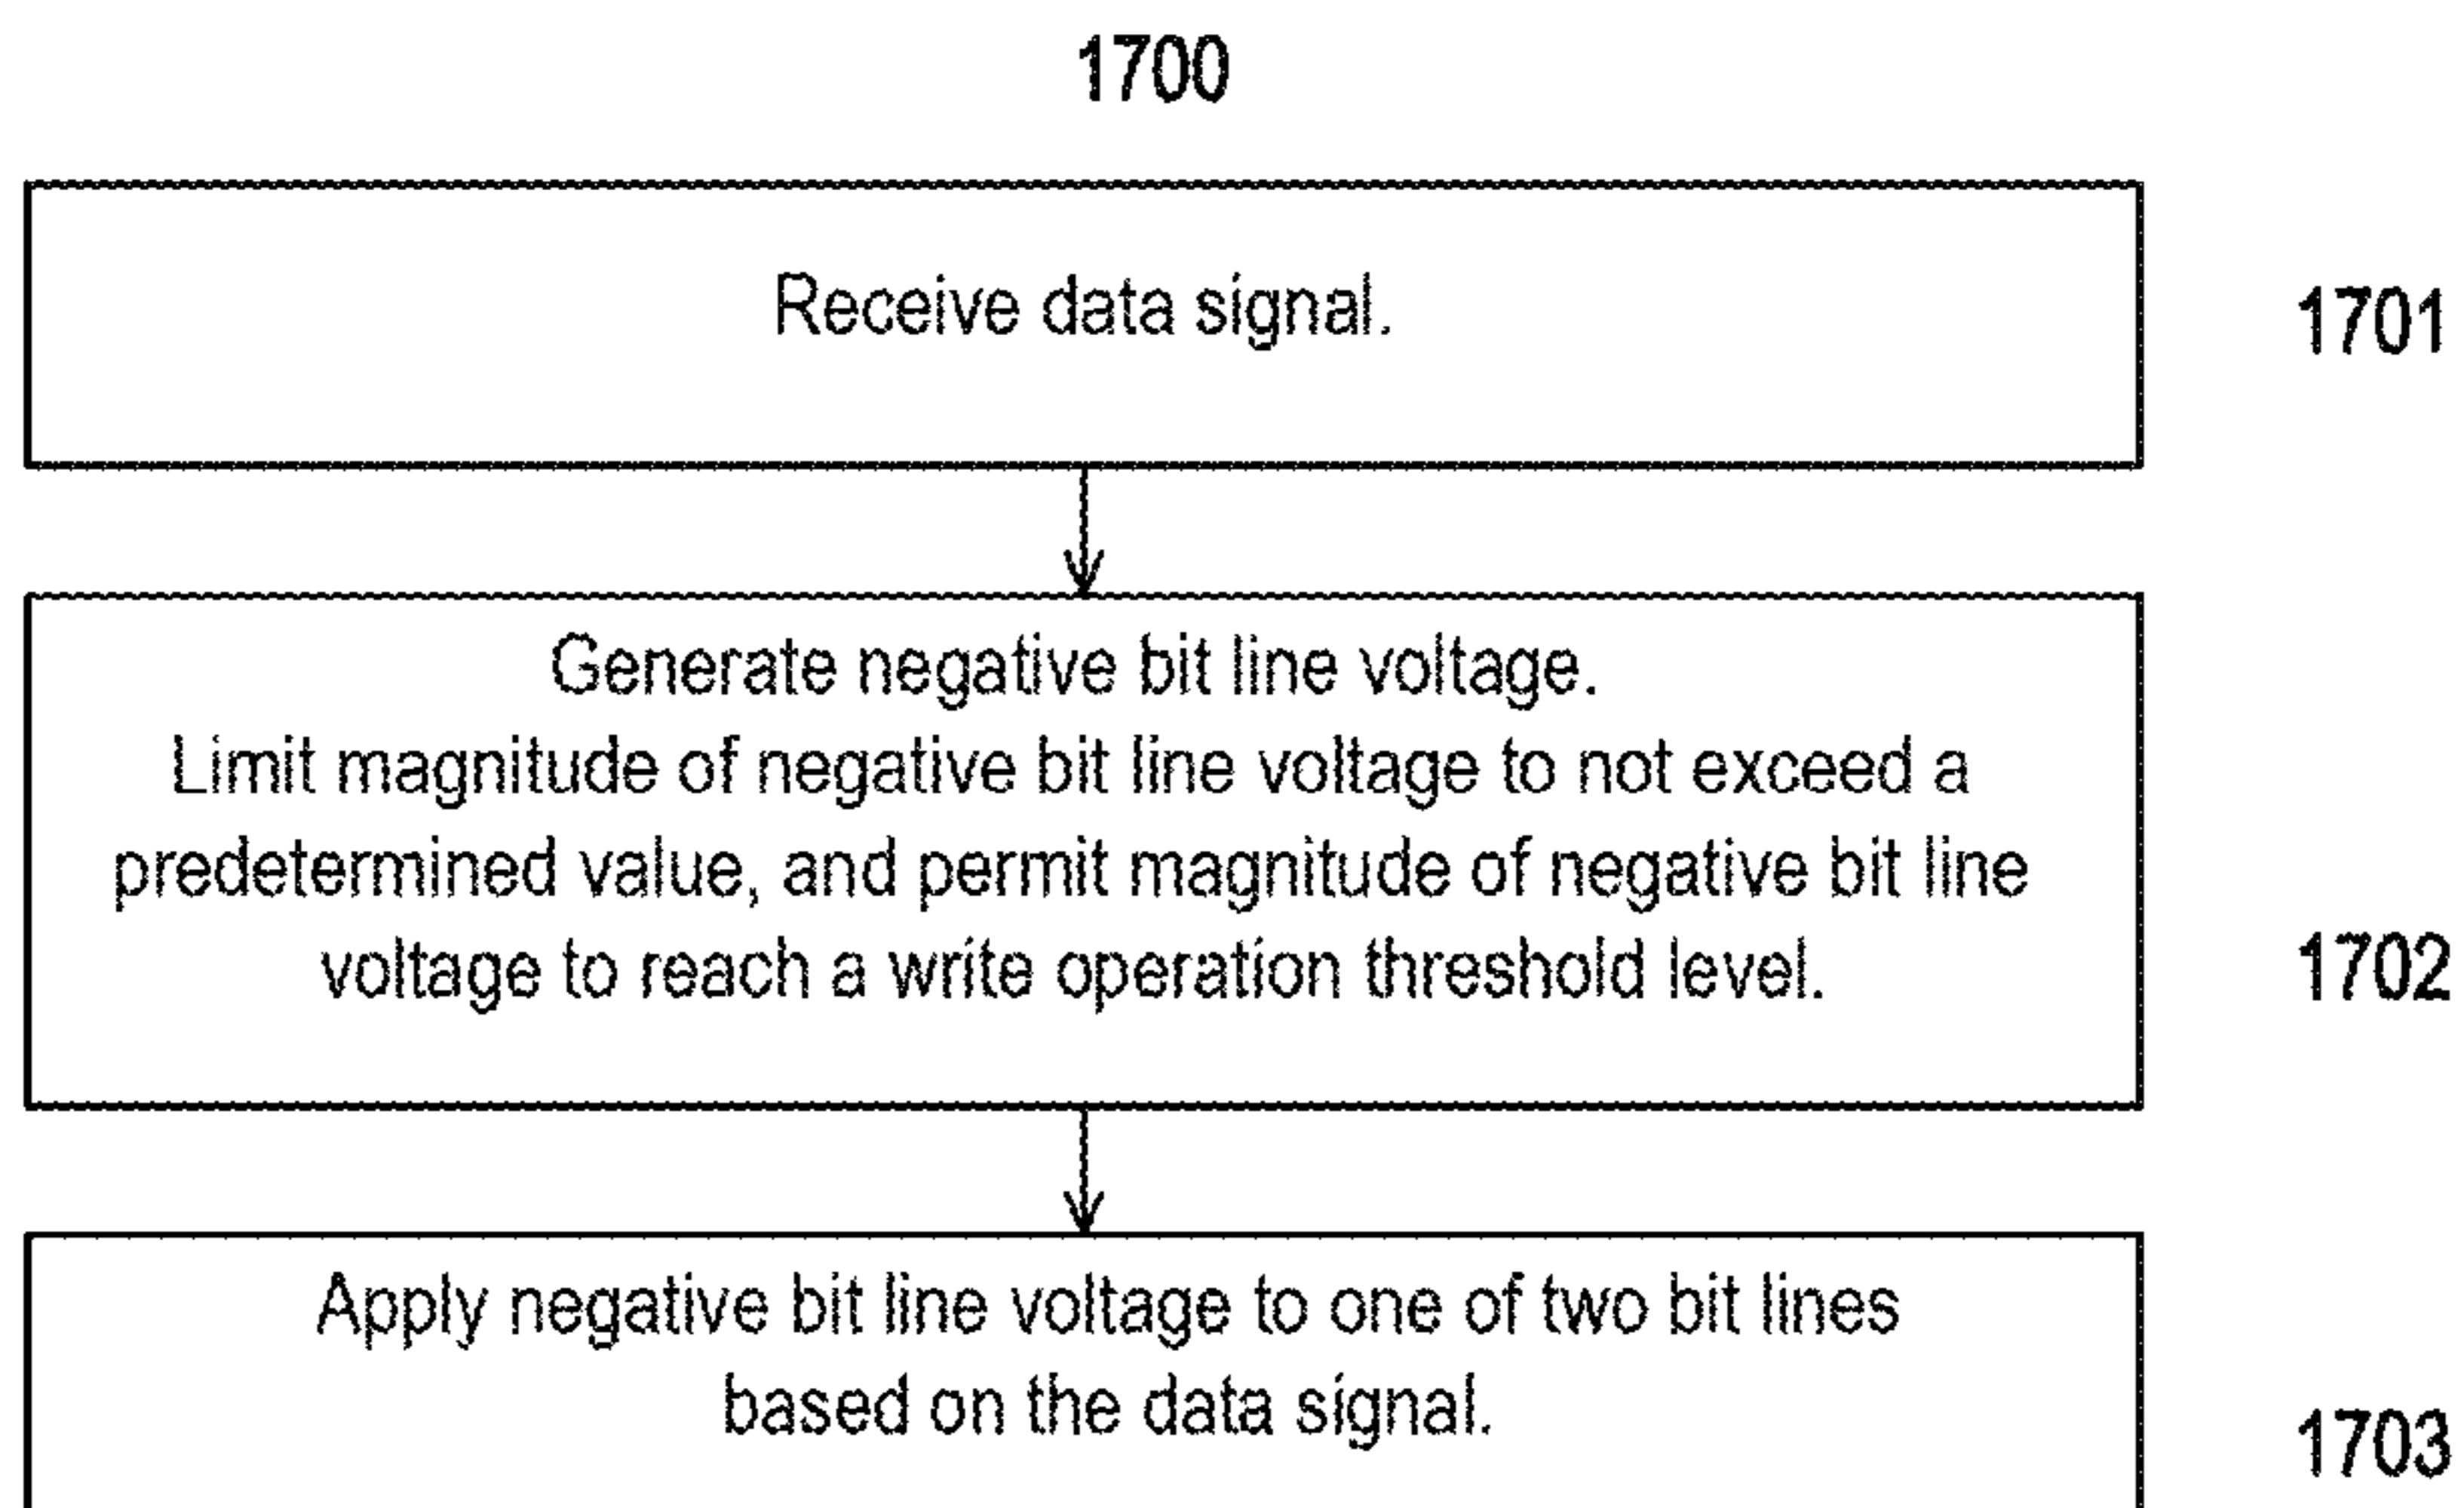 1700
Receive data signal.
1701
Generate negative bit line voltage.
Limit magnitude of negative bit line voltage to not exceed a
predetermined value, and permit magnitude of negative bit line
voltage to reach a write operation threshold level.
1702
Apply negative bit line voltage to one of two bit lines
based on the data signal.
1703